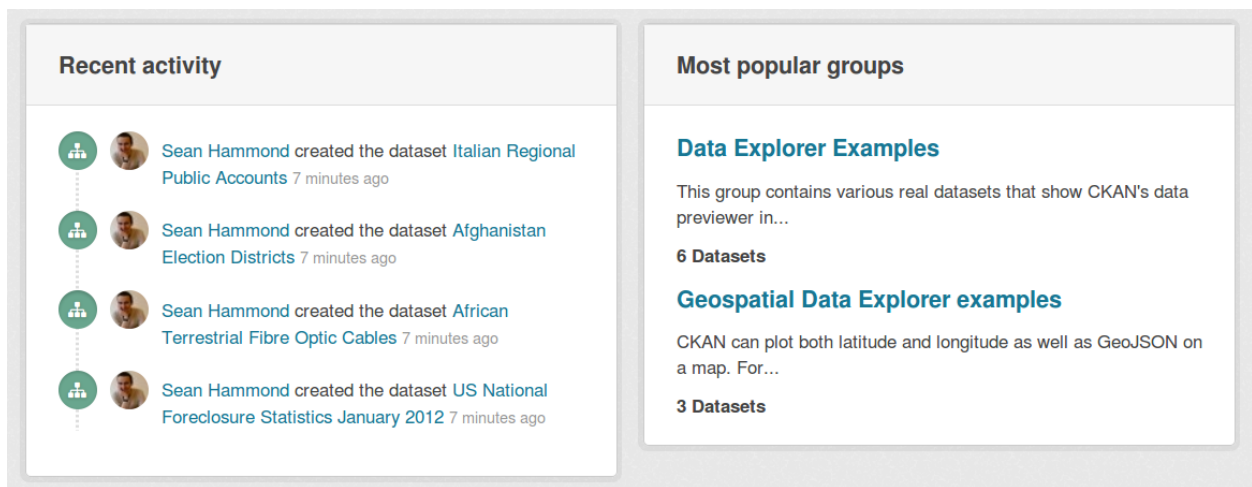 Recent activity
Sean Hammond created the dataset Italian Regional
Public Accounts 7 minutes ago
Sean Hammond created the dataset Afghanistan
Election Districts 7 minutes ago
Sean Hammond created the dataset African
Terrestrial Fibre Optic Cables 7 minutes ago
Sean Hammond created the dataset US National
Foreclosure Statistics January 2012 7 minutes ago
Most popular groups
Data Explorer Examples
This group contains various real datasets that show CKAN's data
previewer in...
6 Datasets
Geospatial Data Explorer examples
CKAN can plot both latitude and longitude as well as GeoJSON on
a map. For...
3 Datasets